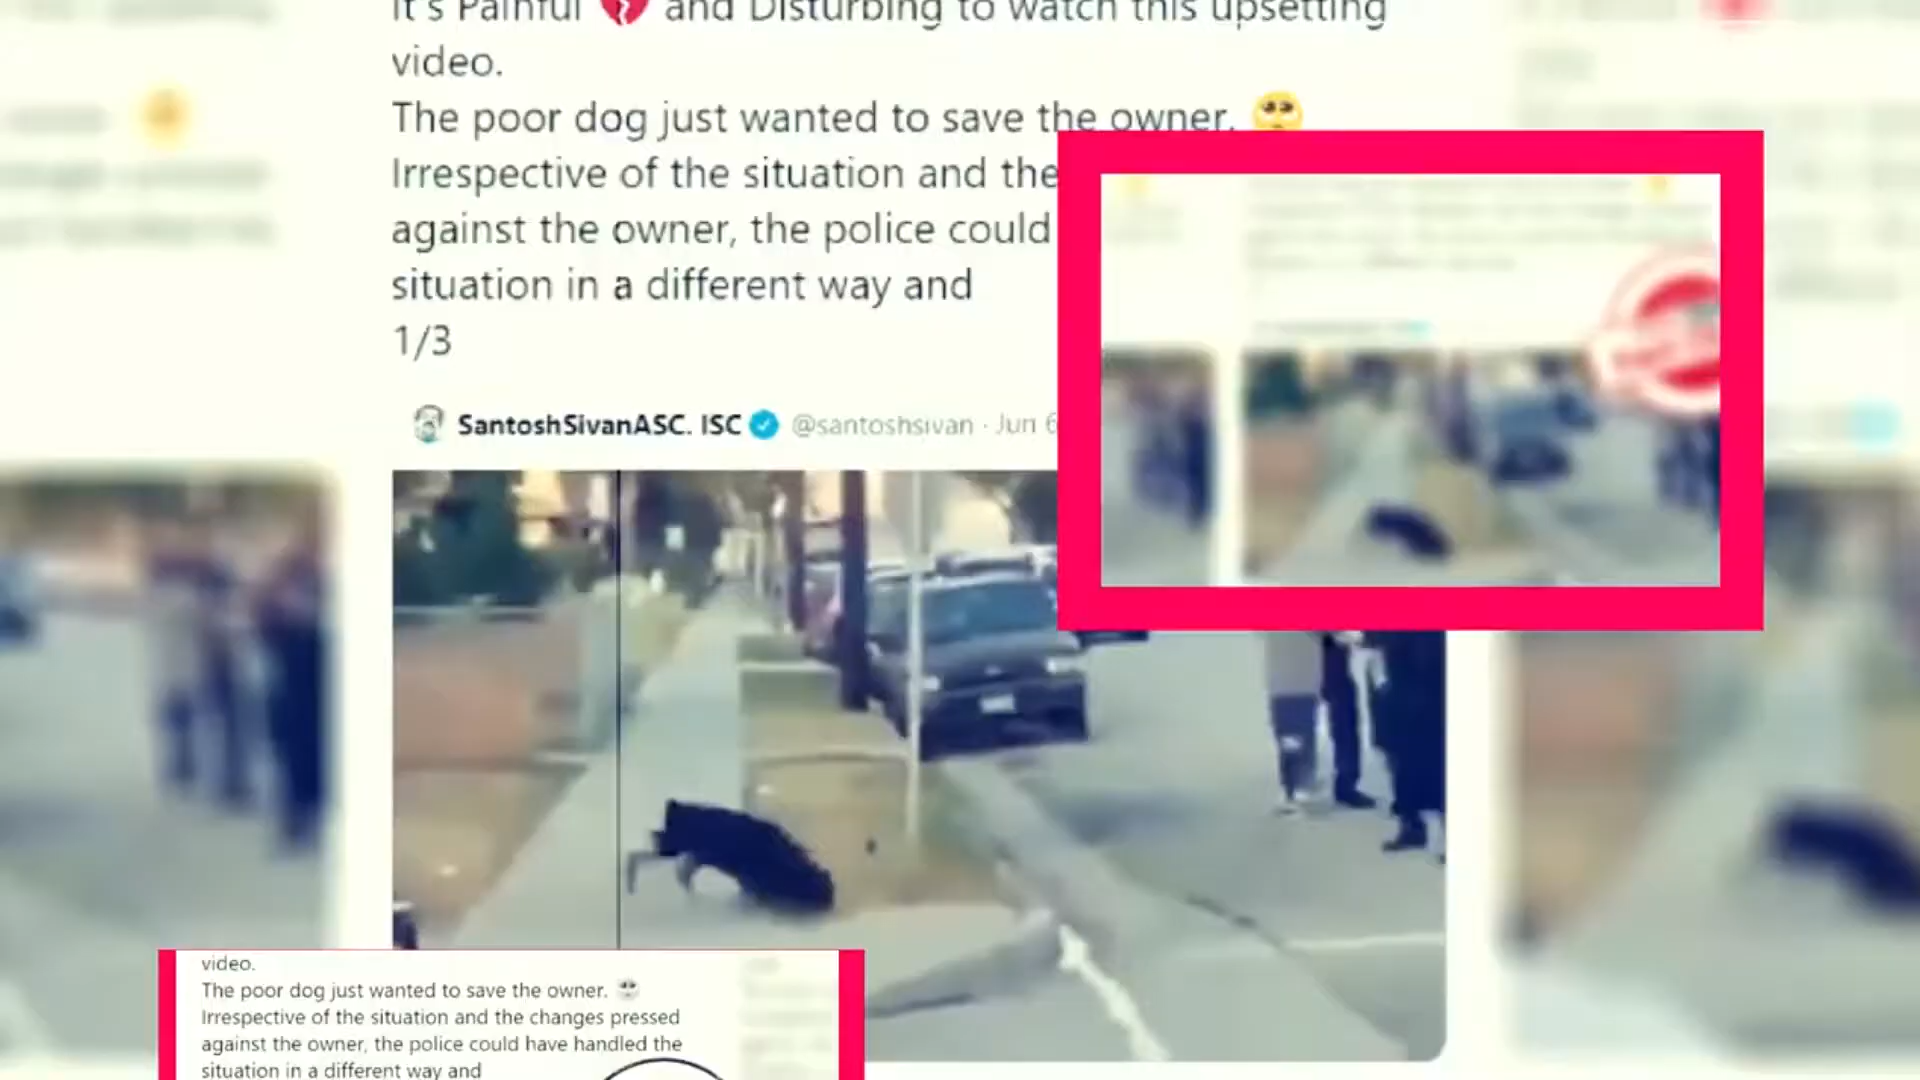 It's Painful 💔 and Disturbing to watch this upsetting
video.
The poor dog just wanted to save the owner. 🥺
Irrespective of the situation and the
against the owner, the police could
situation in a different way and
1/3
SantoshSivanASC. ISC @santoshsivan · Jun 6
video.
The poor dog just wanted to save the owner. 🥺
Irrespective of the situation and the changes pressed
against the owner, the police could have handled the
situation in a different way and